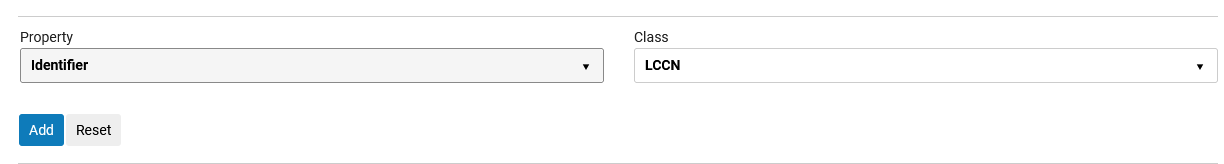 Property
Class
Identifier
LCCN
Add
Reset